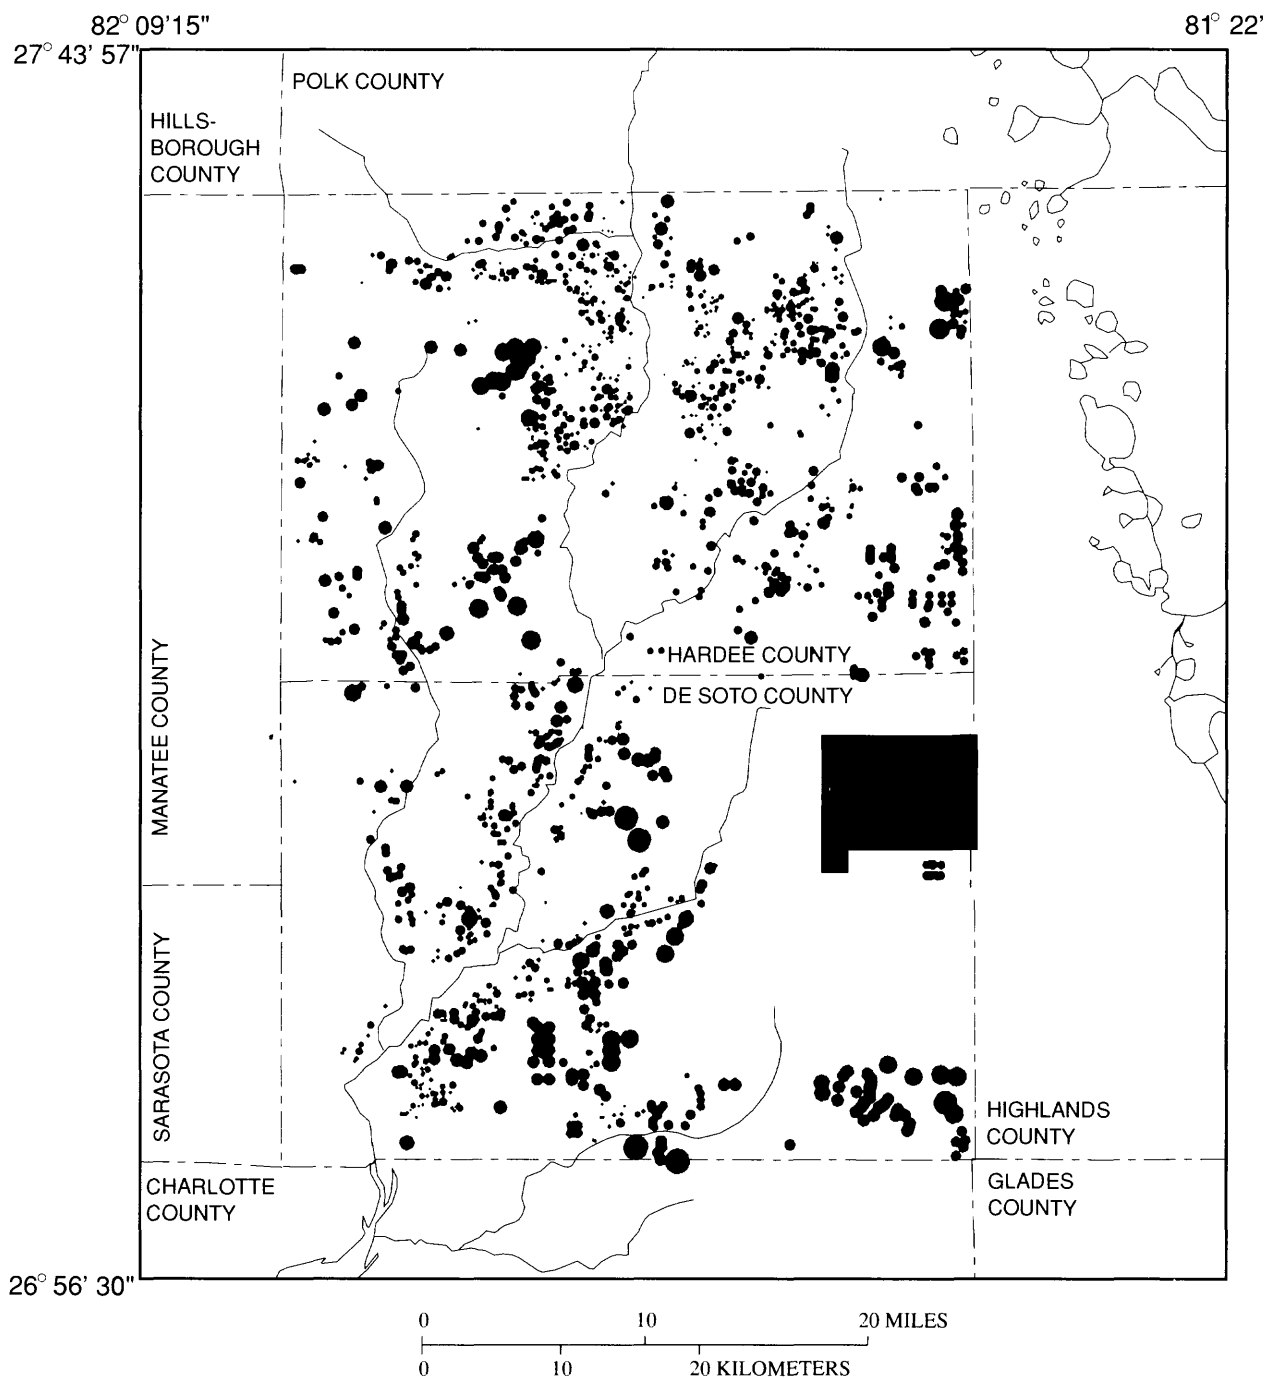 82° 09'15"
81° 22'
27° 43' 57"
POLK COUNTY
HILLS-
BOROUGH
COUNTY
MANATEE COUNTY
HARDEE COUNTY
DE SOTO COUNTY
SARASOTA COUNTY
HIGHLANDS
COUNTY
CHARLOTTE
COUNTY
GLADES
COUNTY
26° 56' 30"
0 10 20 MILES
0 10 20 KILOMETERS